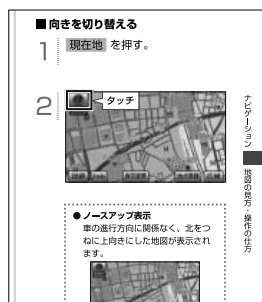 ■ 向きを切り替える
1 現在地 を押す。
2 タッチ
● ノースアップ表示
車の進行方向に関係なく、北をつ
ねに上向きにした地図が表示され
ます。
ナビゲーション
地図の見方・操作の仕方